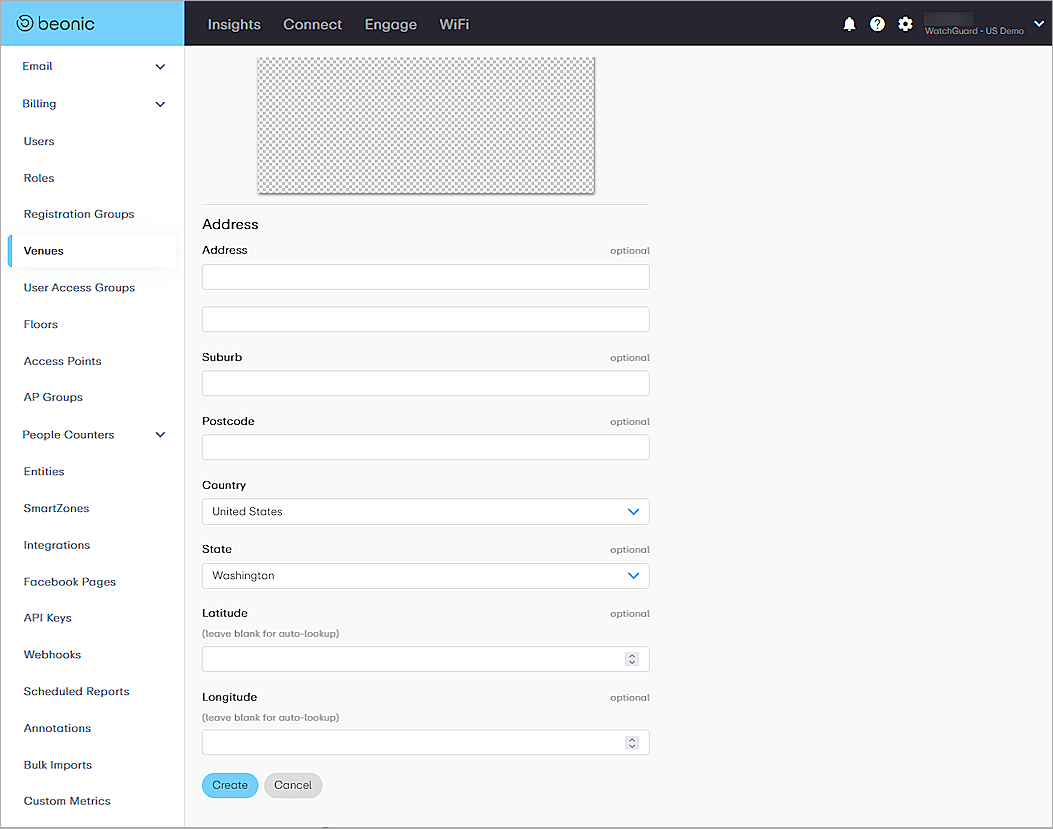 beonic
Insights Connect Engage WiFi
WatchGuard - US Demo
Email
Billing
Users
Roles
Registration Groups
Venues
User Access Groups
Floors
Access Points
AP Groups
People Counters
Entities
SmartZones
Integrations
Facebook Pages
API Keys
Webhooks
Scheduled Reports
Annotations
Bulk Imports
Custom Metrics
Address
Address optional
Suburb optional
Postcode optional
Country
United States
State optional
Washington
Latitude optional
(leave blank for auto-lookup)
Longitude optional
(leave blank for auto-lookup)
Create Cancel